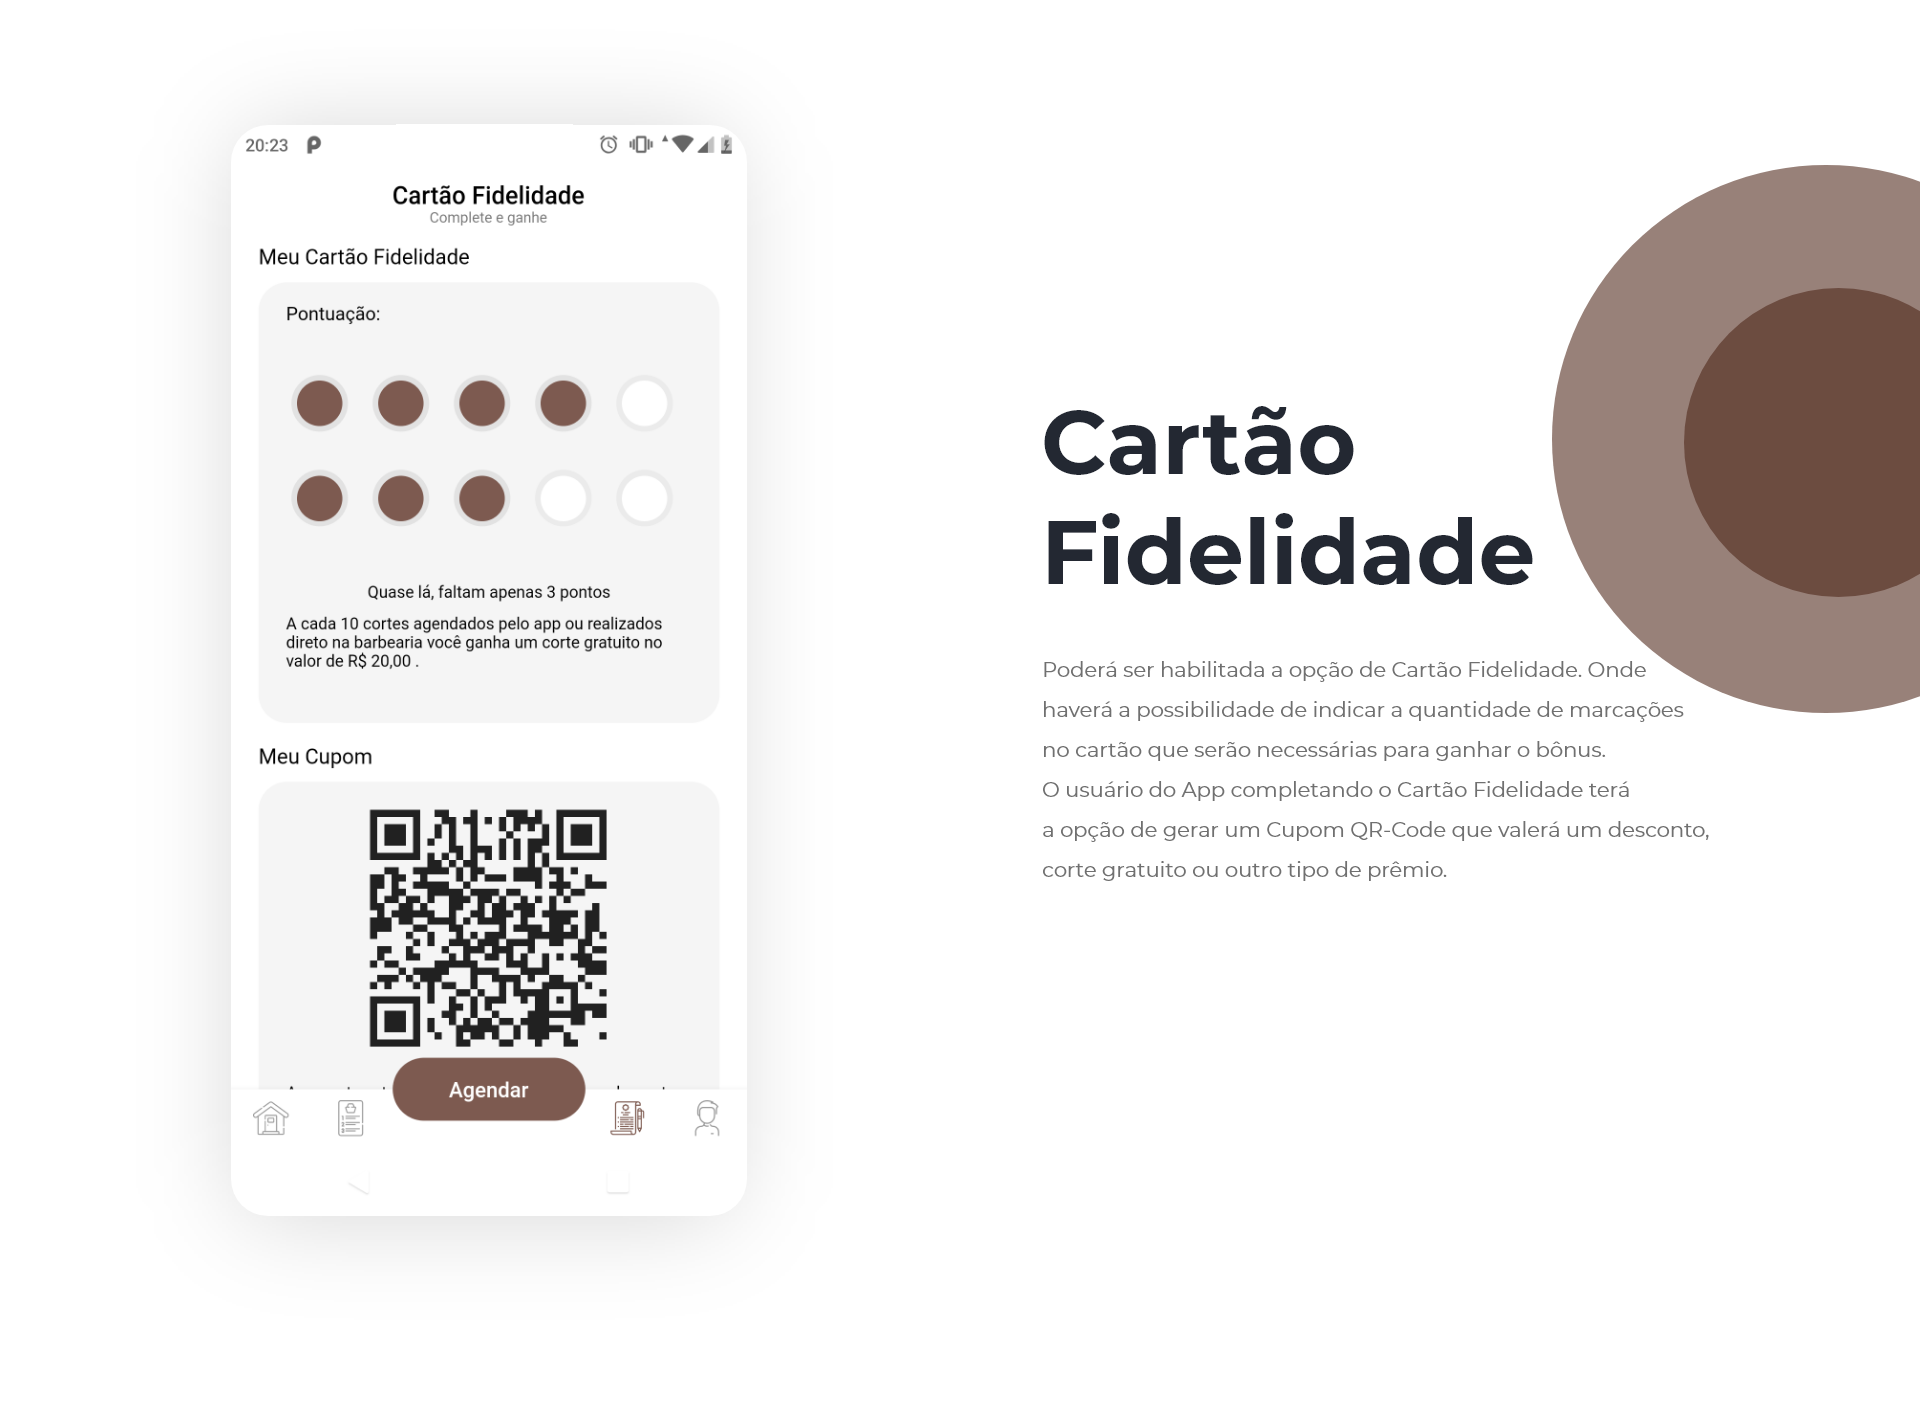 20:23
Cartão Fidelidade
Complete e ganhe
Meu Cartão Fidelidade
Pontuação:
Quase lá, faltam apenas 3 pontos
A cada 10 cortes agendados pelo app ou realizados
direto na barbearia você ganha um corte gratuito no
valor de R$ 20,00 .
Meu Cupom
Agendar
Cartão
Fidelidade
Poderá ser habilitada a opção de Cartão Fidelidade. Onde
haverá a possibilidade de indicar a quantidade de marcações
no cartão que serão necessárias para ganhar o bônus.
O usuário do App completando o Cartão Fidelidade terá
a opção de gerar um Cupom QR-Code que valerá um desconto,
corte gratuito ou outro tipo de prêmio.